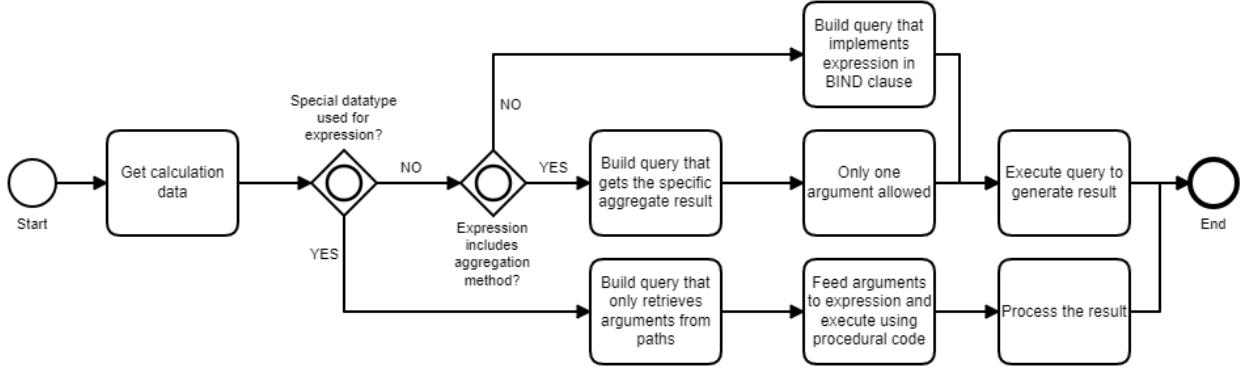 Start
Get calculation
data
Special datatype
used for
expression?
NO
YES
Expression
includes
aggregation
method?
NO
YES
Build query that
implements
expression in
BIND clause
Build query that
gets the specific
aggregate result
Only one
argument allowed
Execute query to
generate result
End
Build query that
only retrieves
arguments from
paths
Feed arguments
to expression and
execute using
procedural code
Process the result